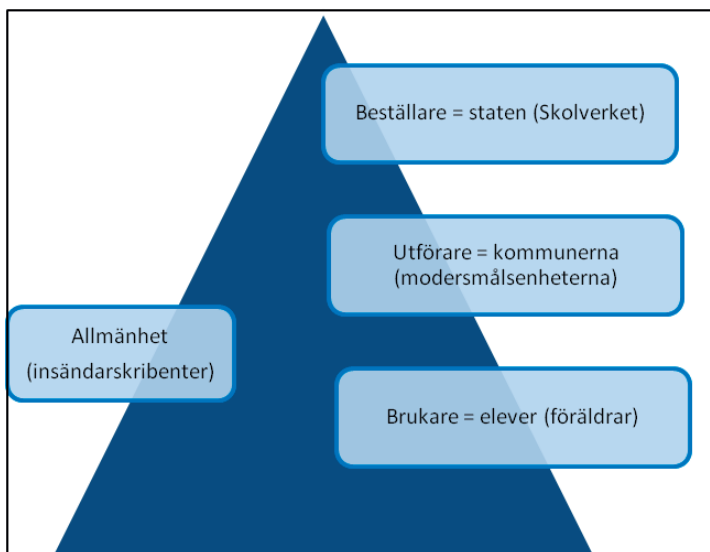 Beställare = staten (Skolverket)
Utförare = kommunerna
(modersmålsenheterna)
Allmänhet
(insändarskribenter)
Brukare = elever (föräldrar)